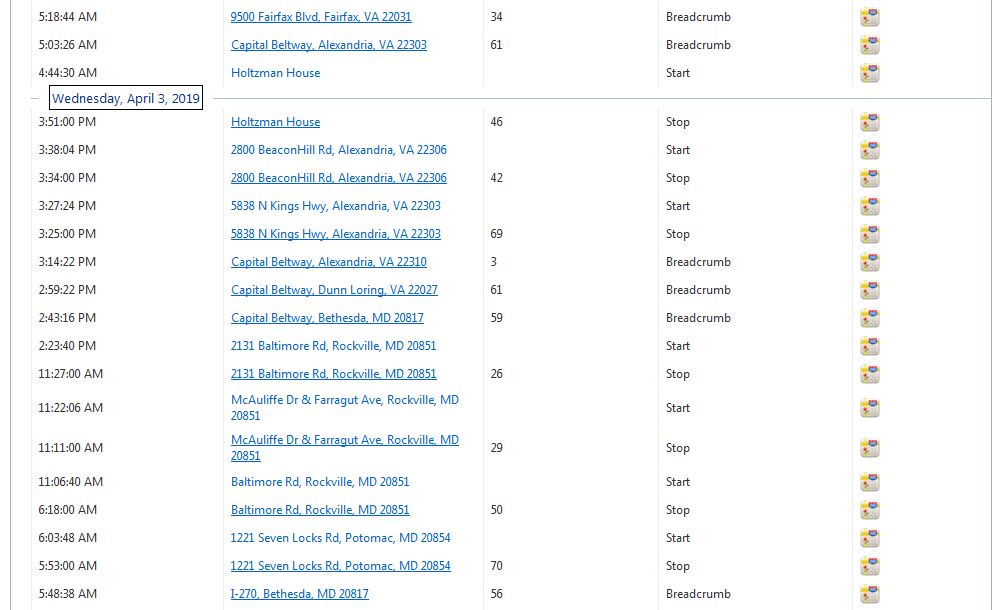 5:18:44 AM 9500 Fairfax Blvd, Fairfax, VA 22031 34 Breadcrumb
5:03:26 AM Capital Beltway, Alexandria, VA 22303 61 Breadcrumb
4:44:30 AM Holtzman House Start
Wednesday, April 3, 2019
3:51:00 PM Holtzman House 46 Stop
3:38:04 PM 2800 BeaconHill Rd, Alexandria, VA 22306 Start
3:34:00 PM 2800 BeaconHill Rd, Alexandria, VA 22306 42 Stop
3:27:24 PM 5838 N Kings Hwy, Alexandria, VA 22303 Start
3:25:00 PM 5838 N Kings Hwy, Alexandria, VA 22303 69 Stop
3:14:22 PM Capital Beltway, Alexandria, VA 22310 3 Breadcrumb
2:59:22 PM Capital Beltway, Dunn Loring, VA 22027 61 Breadcrumb
2:43:16 PM Capital Beltway, Bethesda, MD 20817 59 Breadcrumb
2:23:40 PM 2131 Baltimore Rd, Rockville, MD 20851 Start
11:27:00 AM 2131 Baltimore Rd, Rockville, MD 20851 26 Stop
11:22:06 AM McAuliffe Dr & Farragut Ave, Rockville, MD Start
20851
11:11:00 AM McAuliffe Dr & Farragut Ave, Rockville, MD 29 Stop
20851
11:06:40 AM Baltimore Rd, Rockville, MD 20851 Start
6:18:00 AM Baltimore Rd, Rockville, MD 20851 50 Stop
6:03:48 AM 1221 Seven Locks Rd, Potomac, MD 20854 Start
5:53:00 AM 1221 Seven Locks Rd, Potomac, MD 20854 70 Stop
5:48:38 AM I-270, Bethesda, MD 20817 56 Breadcrumb